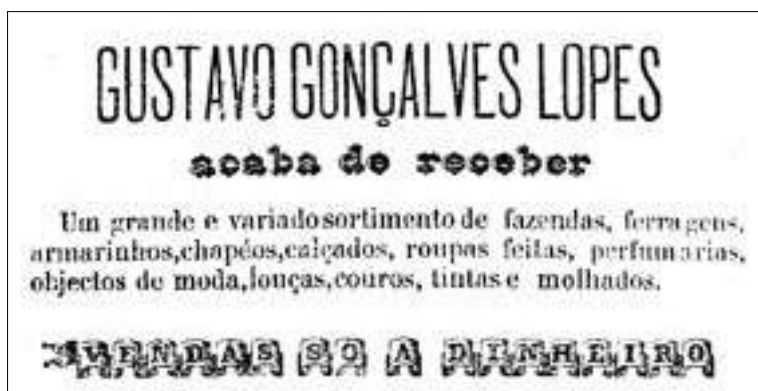 GUSTAVO GONÇALVES LOPES
acaba de receber
Um grande e variado sortimento de fazendas, ferragens,
armarinhos, chapéos, calçados, roupas feitas, perfumarias,
objectos de moda, louças, couros, tintas e molhados.
VENDAS SO A DINHEIRO